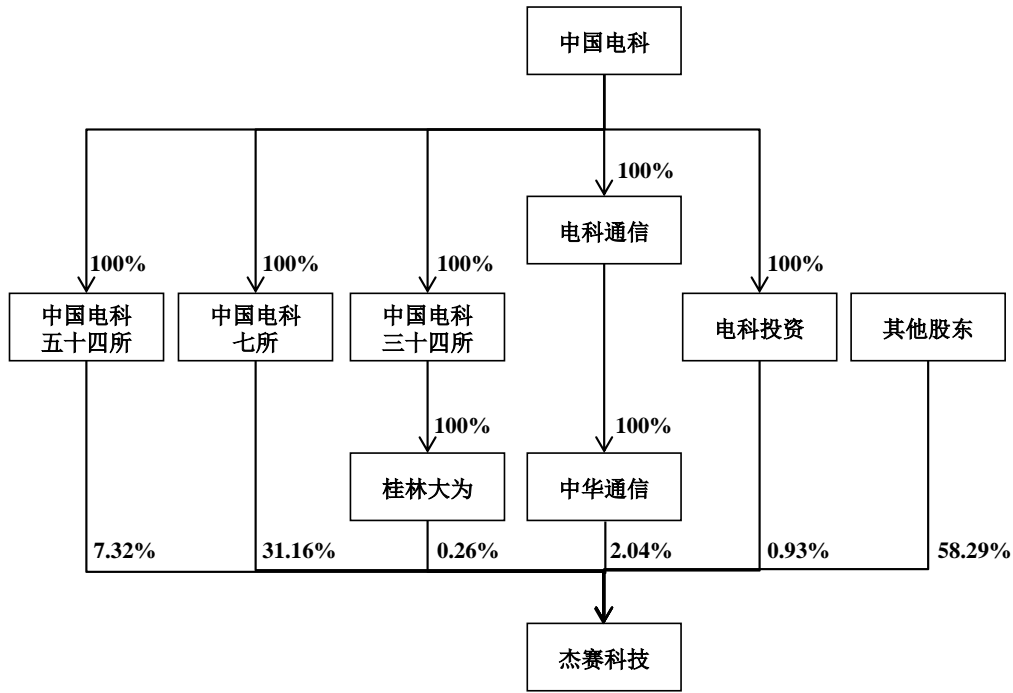 中国电科
100%
电科通信
100%
100%
100%
100%
中国电科
五十四所
中国电科
七所
中国电科
三十四所
电科投资
其他股东
100%
100%
桂林大为
中华通信
7.32%
31.16%
0.26%
2.04%
0.93%
58.29%
杰赛科技